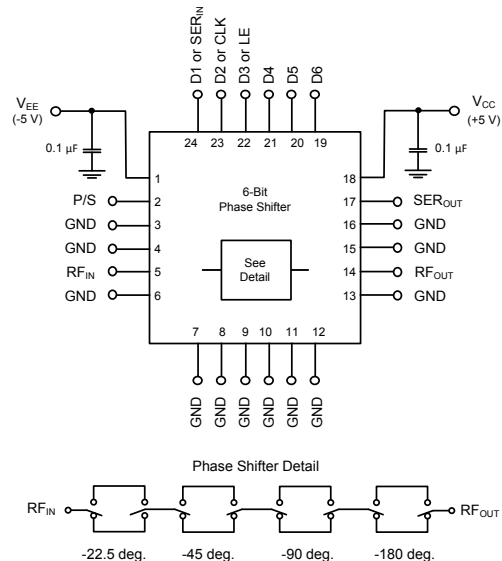 D1 or SERIN
D2 or CLK
D3 or LE
D4
D5
D6
VEE
(-5 V)
VCC
(+5 V)
0.1 µF
0.1 µF
24 23 22 21 20 19
1
18
P/S 2
6-Bit
Phase Shifter
17 SEROUT
GND 3
16 GND
GND 4
15 GND
RFIN 5
See
Detail
14 RFOUT
GND 6
13 GND
7 8 9 10 11 12
GND GND GND GND GND GND
Phase Shifter Detail
RFIN
RFOUT
-22.5 deg. -45 deg. -90 deg. -180 deg.